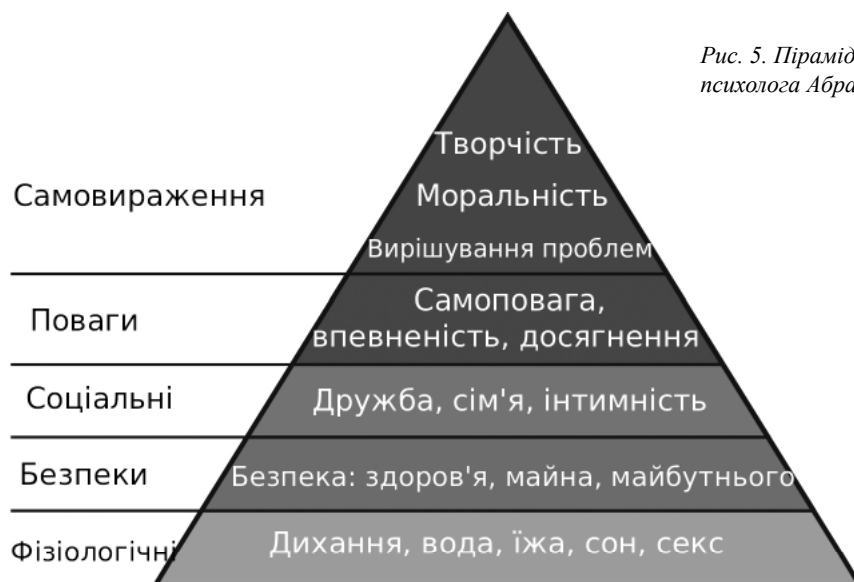 Рис. 5. Пірамід
психолога Абра
Творчість
Самовираження
Моральність
Вирішування проблем
Поваги
Самоповага,
впевненість, досягнення
Соціальні
Дружба, сім'я, інтимність
Безпеки
Безпека: здоров'я, майна, майбутнього
Фізіологічні
Дихання, вода, їжа, сон, секс